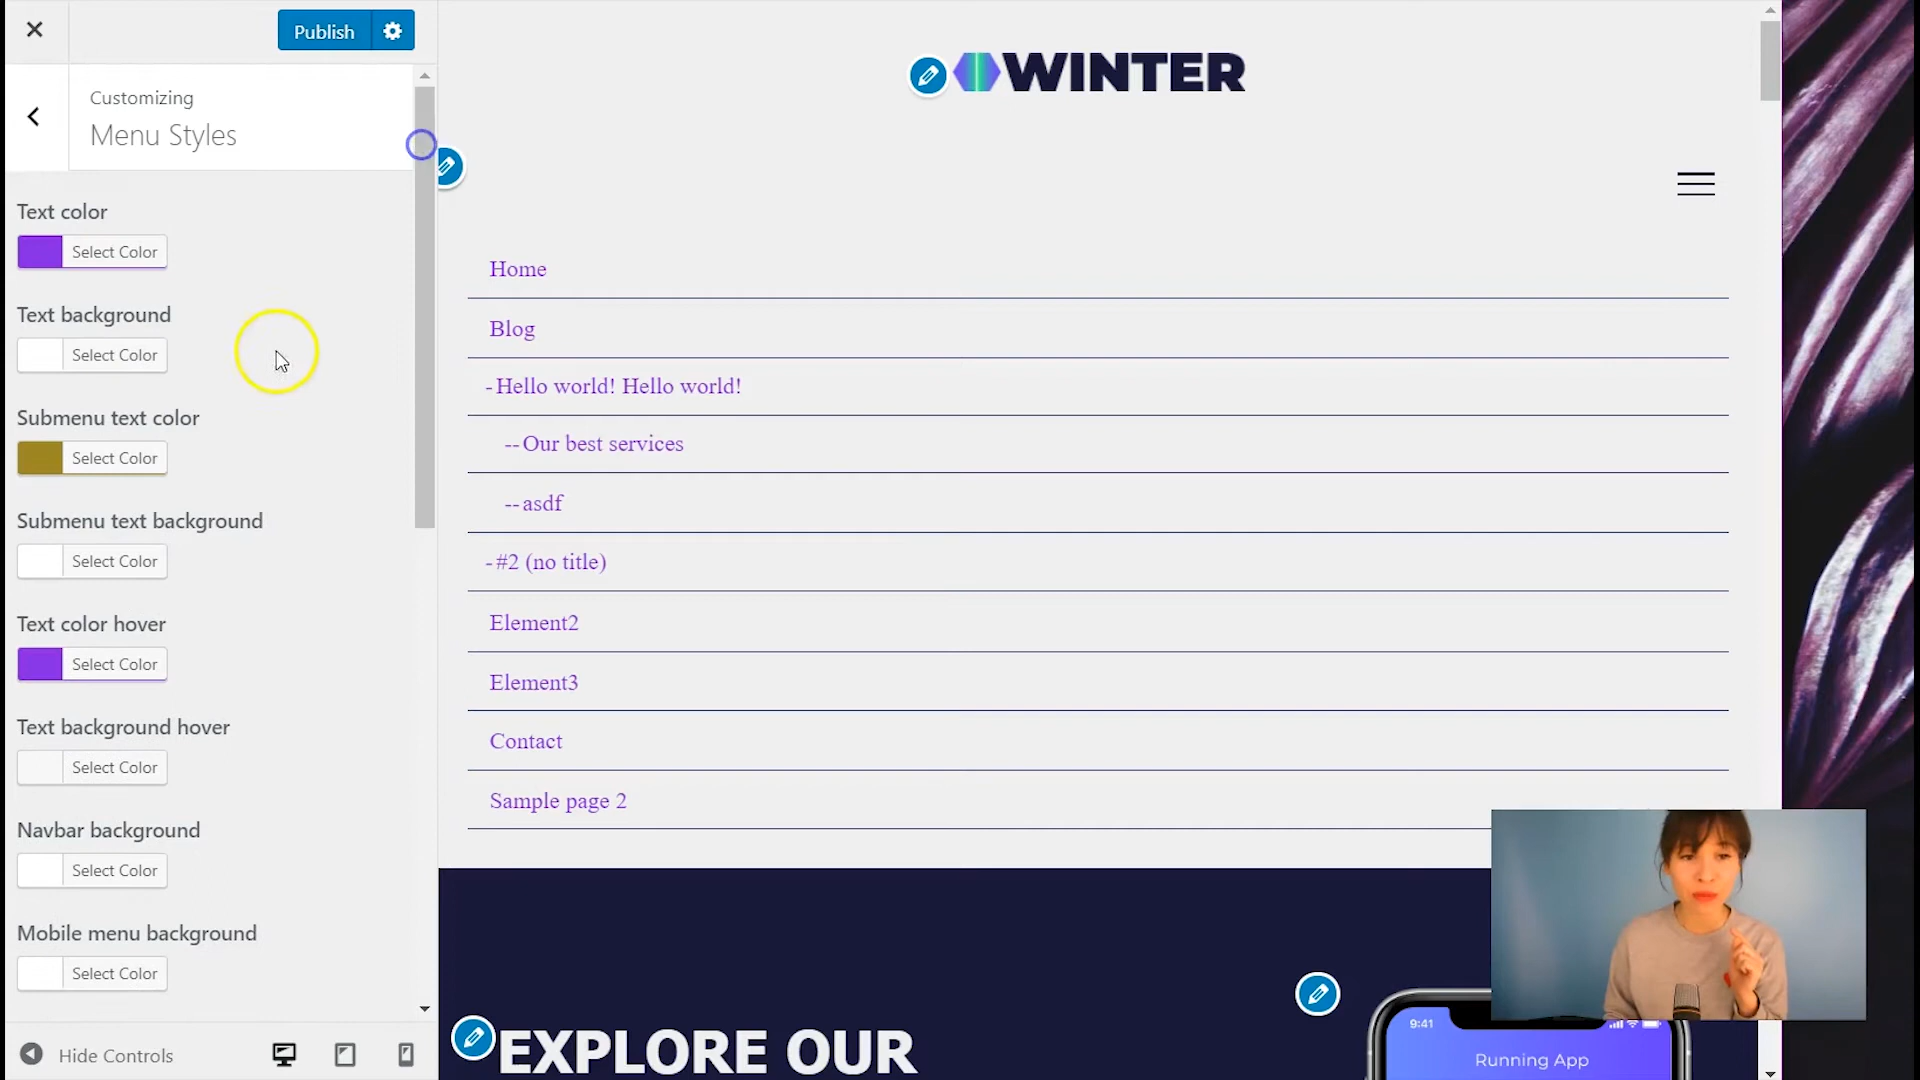 Publish
Customizing
Menu Styles
Text color
Select Color
Text background
Select Color
Submenu text color
Select Color
Submenu text background
Select Color
Text color hover
Select Color
Text background hover
Select Color
Navbar background
Select Color
Mobile menu background
Select Color
Hide Controls
WINTER
Home
Blog
-Hello world! Hello world!
--Our best services
--asdf
-#2 (no title)
Element2
Element3
Contact
Sample page 2
EXPLORE OUR
9:41
Running App